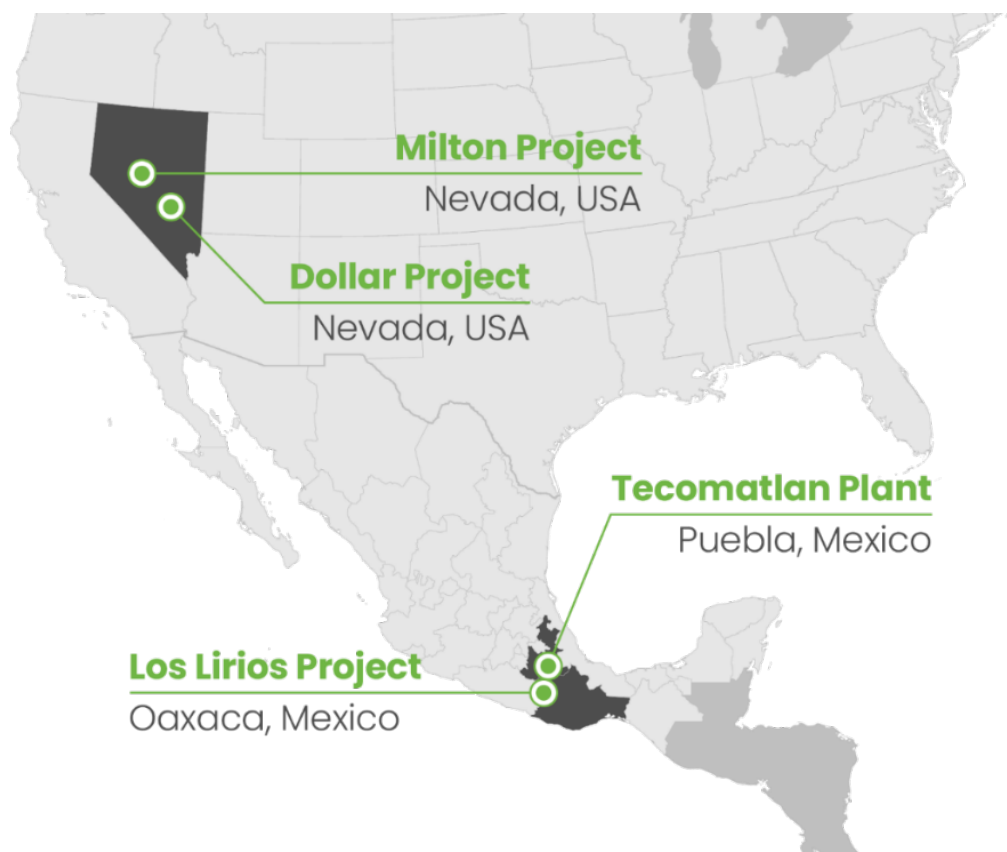 Milton Project
Nevada, USA
Dollar Project
Nevada, USA
Tecomatlan Plant
Puebla, Mexico
Los Lirios Project
Oaxaca, Mexico